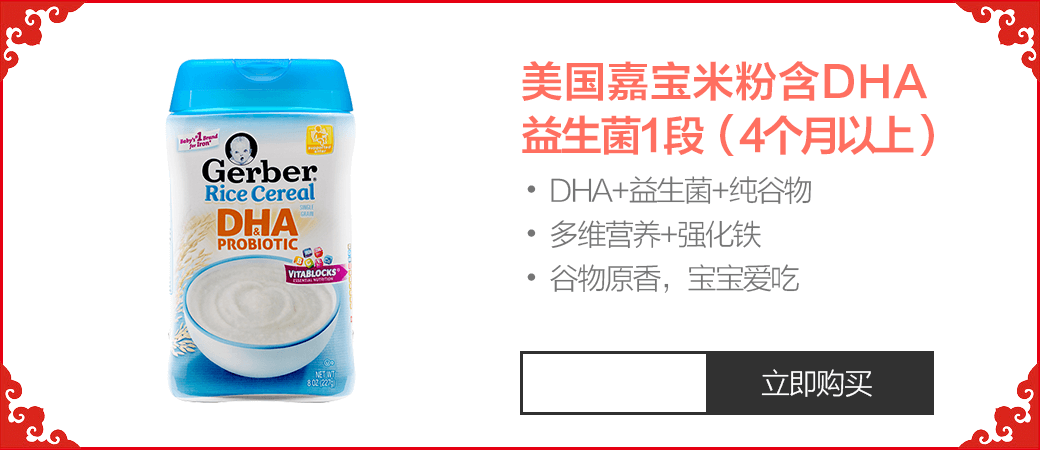 美国嘉宝米粉含DHA
益生菌1段（4个月以上）
• DHA+益生菌+纯谷物
• 多维营养+强化铁
• 谷物原香，宝宝爱吃
立即购买
Baby's #1 Brand
for Iron*
Gerber
Rice Cereal
SINGLE
GRAIN
DHA
&
PROBIOTIC
VITABLOCKS
ESSENTIAL NUTRITION
NET WT
8 OZ (227g)